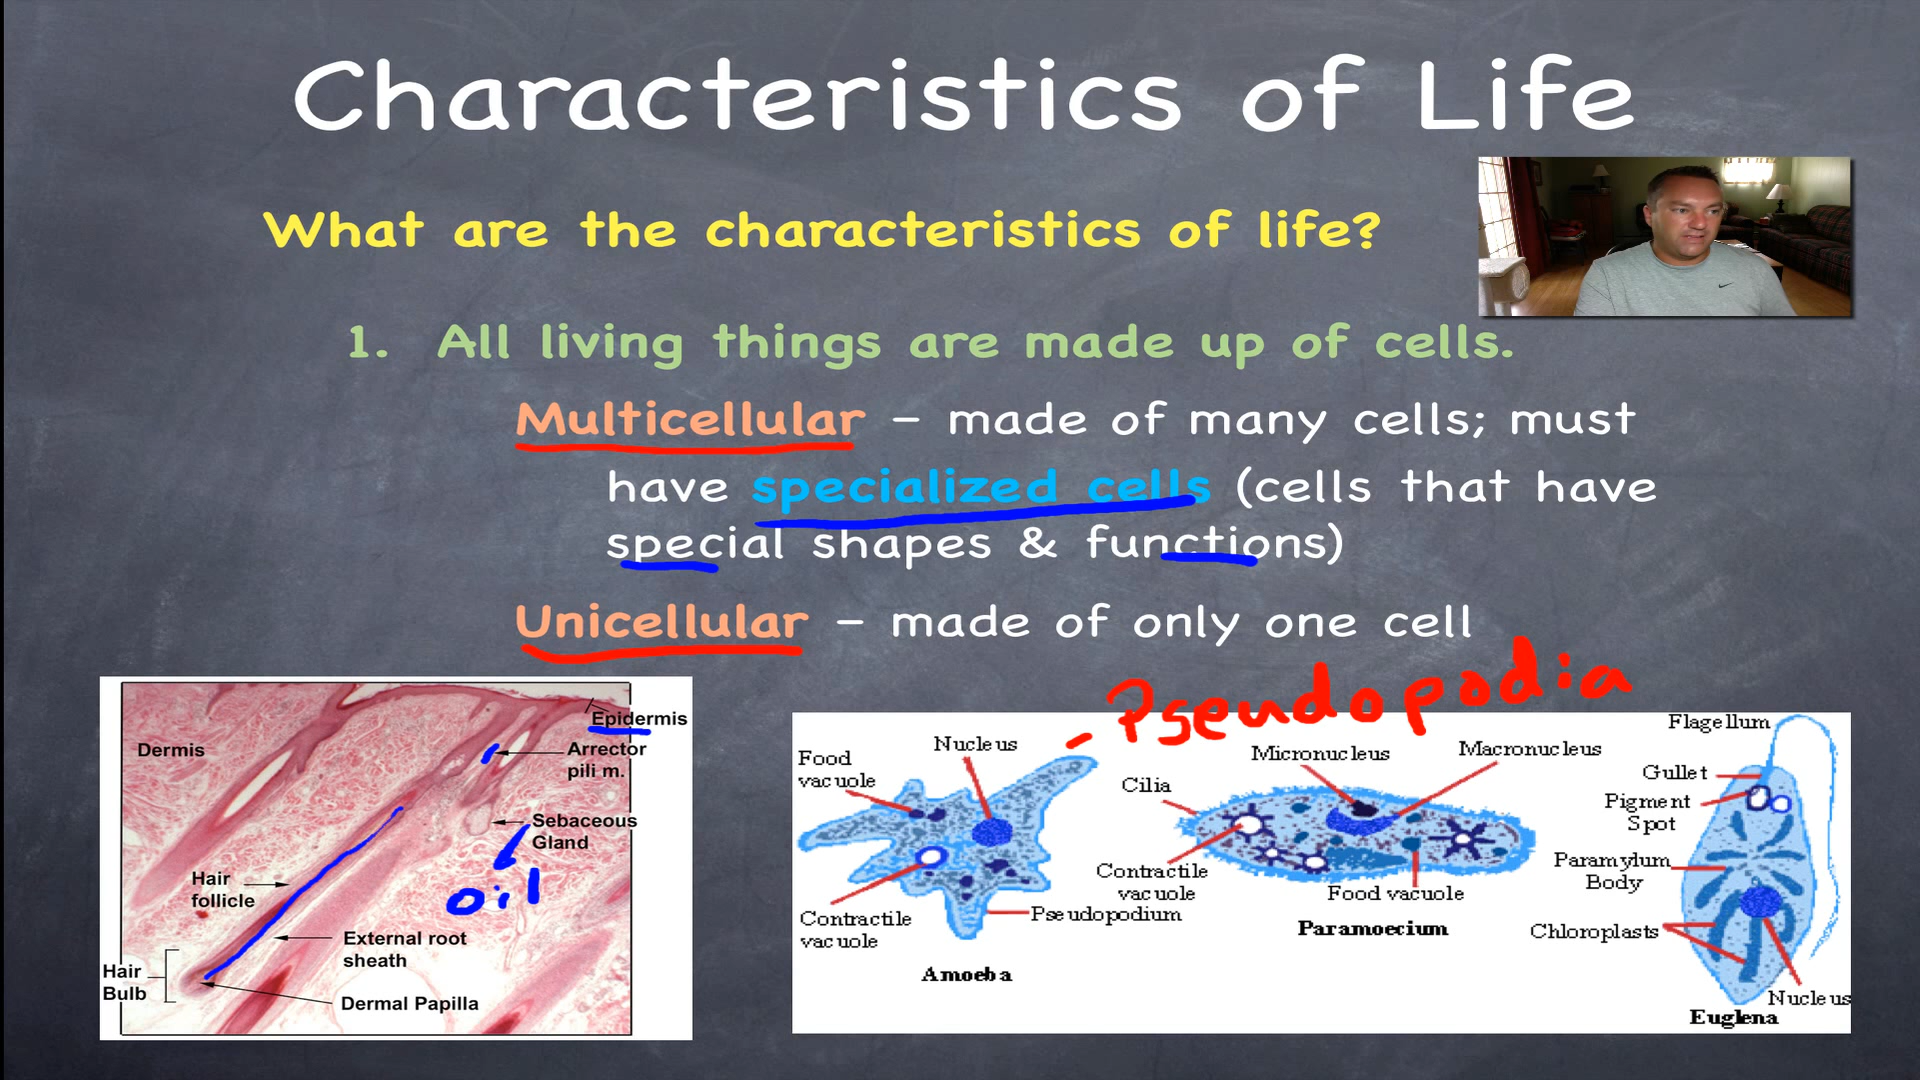 Characteristics of Life
What are the characteristics of life?
1. All living things are made up of cells.
Multicellular – made of many cells; must
have specialized cells (cells that have
special shapes & functions)
Unicellular – made of only one cell
Pseudopodia
Epidermis
Dermis
Arrector
pili m.
Sebaceous
Gland
oil
Hair
follicle
External root
sheath
Hair
Bulb
Dermal Papilla
Food
vacuole
Nucleus
Contractile
vacuole
Pseudopodium
Amoeba
Cilia
Micronucleus
Macronucleus
Contractile
vacuole
Food vacuole
Paramoecium
Flagellum
Gullet
Pigment
Spot
Paramylum
Body
Chloroplasts
Nucleus
Euglena